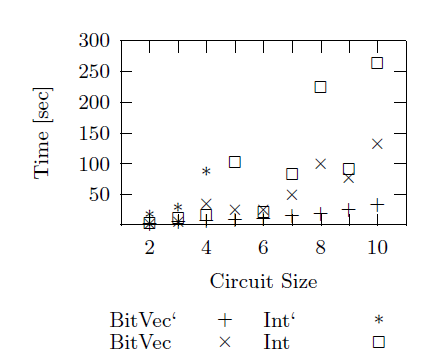 300
250
200
150
100
50
Time [sec]
2 4 6 8 10
Circuit Size
BitVec‘ + Int‘ *
BitVec × Int □